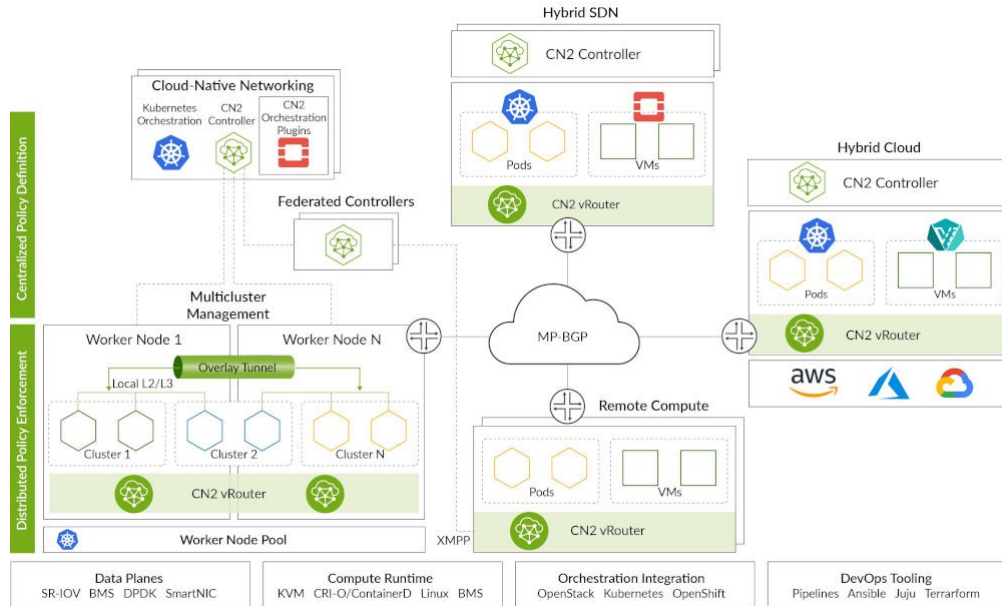 Hybrid SDN
CN2 Controller
Pods
VMs
CN2 vRouter
Cloud-Native Networking
Kubernetes
Orchestration
CN2
Controller
CN2
Orchestration
Plugins
Federated Controllers
Hybrid Cloud
CN2 Controller
Pods
VMs
CN2 vRouter
aws
Centralized Policy Definition
Distributed Policy Enforcement
Multicluster
Management
Worker Node 1
Worker Node N
Overlay Tunnel
Local L2/L3
Cluster 1
Cluster 2
Cluster N
CN2 vRouter
Worker Node Pool
MP-BGP
Remote Compute
Pods
VMs
CN2 vRouter
XMPP
Data Planes
SR-IOV BMS DPDK SmartNIC
Compute Runtime
KVM CRI-O/ContainerD Linux BMS
Orchestration Integration
OpenStack Kubernetes OpenShift
DevOps Tooling
Pipelines Ansible Juju Terrarform